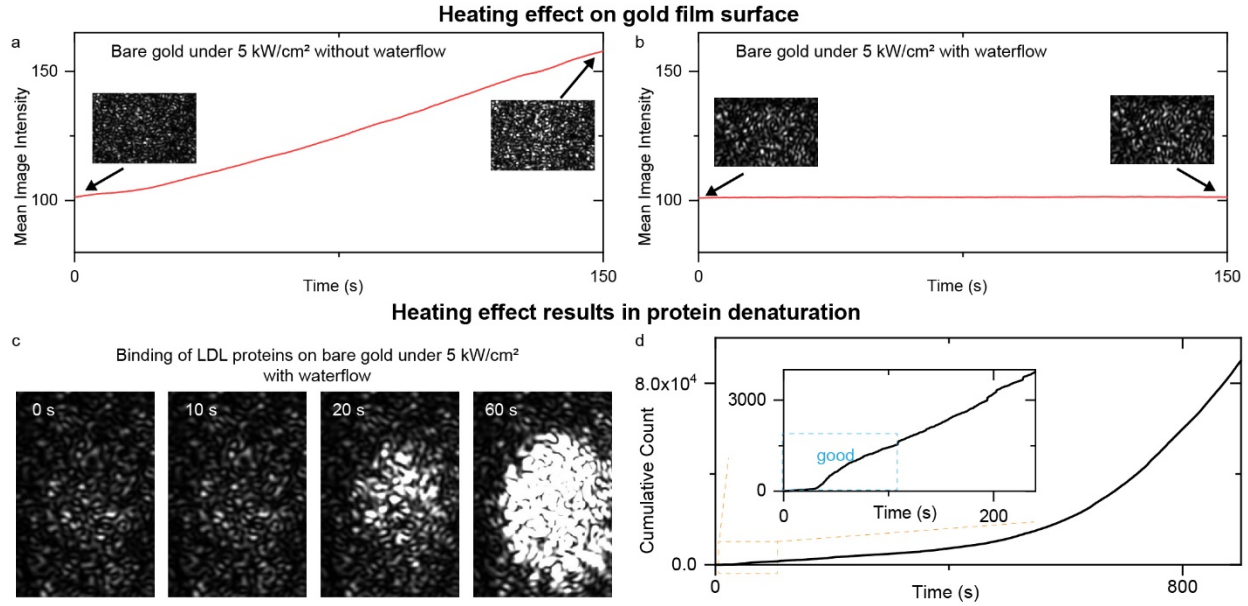 Heating effect on gold film surface
a
Bare gold under 5 kW/cm² without waterflow
150
100
Mean Image Intensity
0
150
Time (s)
b
Bare gold under 5 kW/cm² with waterflow
150
100
Mean Image Intensity
0
150
Time (s)
Heating effect results in protein denaturation
c
Binding of LDL proteins on bare gold under 5 kW/cm²
with waterflow
0 s
10 s
20 s
60 s
d
8.0x10⁴
0.0
Cumulative Count
0
800
Time (s)
3000
0
good
0
200
Time (s)